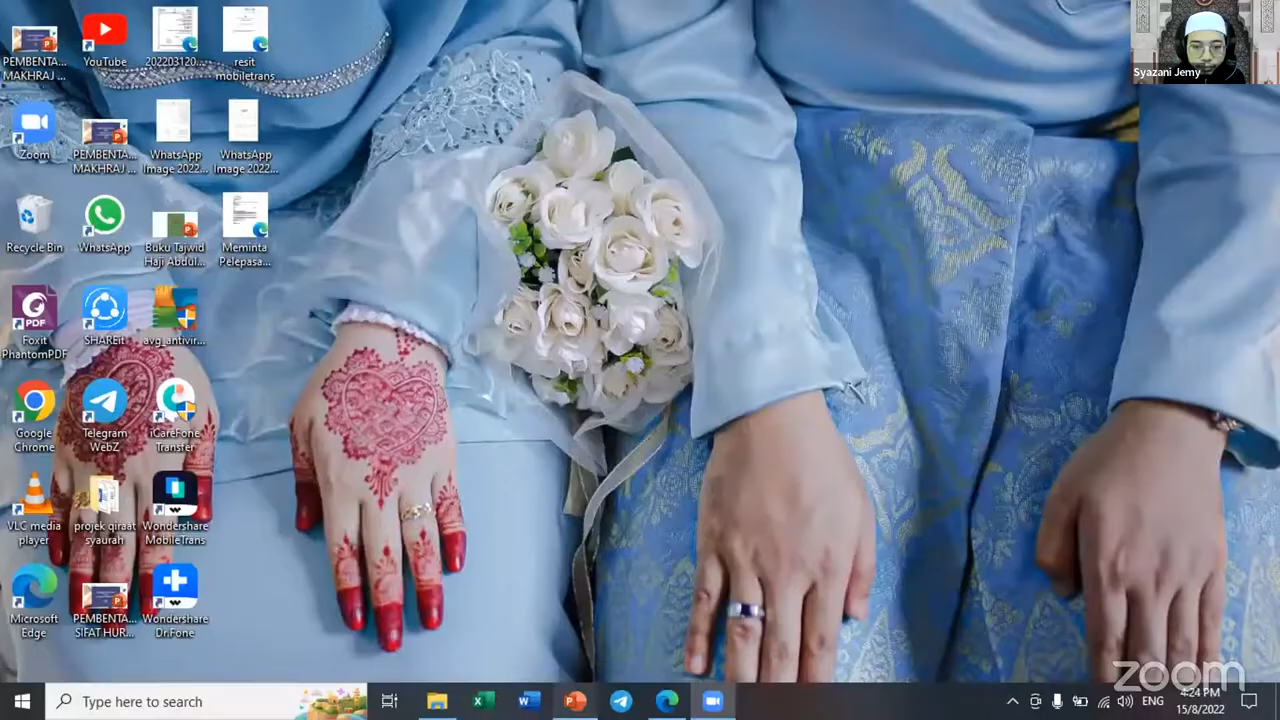 PEMBENTA...
MAKHRAJ ...
YouTube
202203120...
resit
mobiletrans
Syazani Jemy
Zoom
PEMBENTA...
MAKHRAJ ...
WhatsApp
Image 2022...
WhatsApp
Image 2022...
Recycle Bin
WhatsApp
Buku Tajwid
Haji Abdul...
Meminta
Pelepasa...
PDF
Foxit
PhantomPDF
SHAREit
avg_antivir...
Google
Chrome
Telegram
WebZ
iCareFone
Transfer
VLC media
player
projek qiraat
syaurah
Wondershare
MobileTrans
Microsoft
Edge
PEMBENTA...
SIFAT HUR...
Wondershare
Dr.Fone
zoom
Type here to search
ENG
4:24 PM
15/8/2022